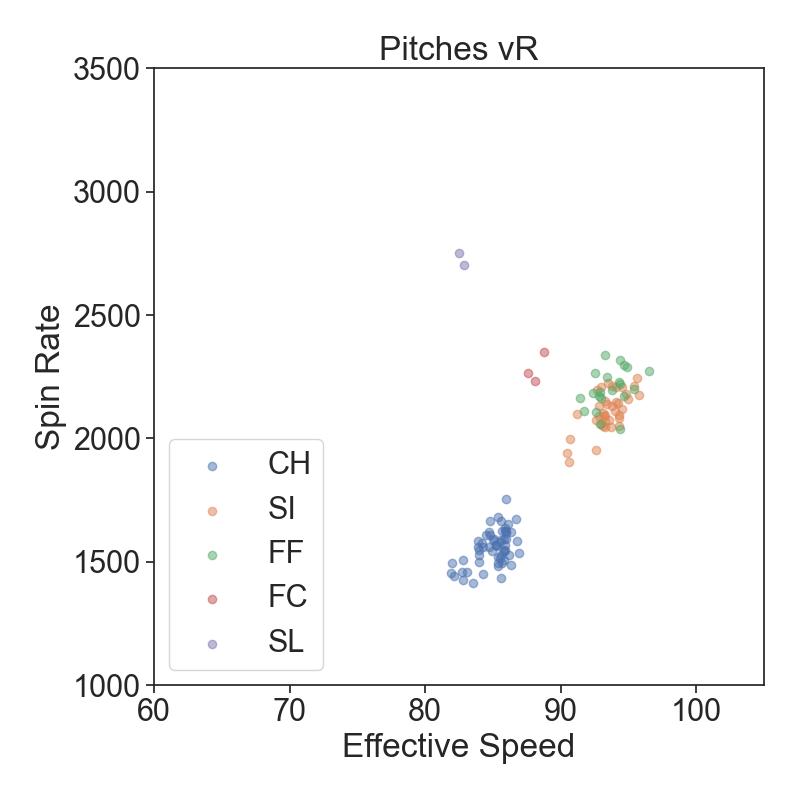 Pitches vR
Spin Rate
3500
3000
2500
2000
1500
1000
CH
SI
FF
FC
SL
60 70 80 90 100
Effective Speed